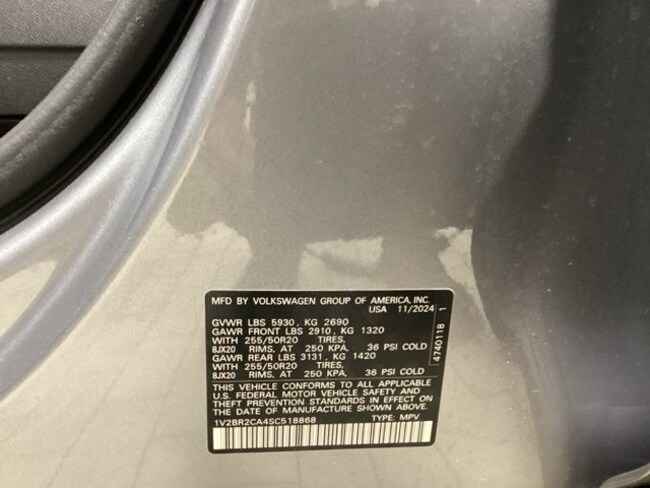 MFD BY VOLKSWAGEN GROUP OF AMERICA, INC.
USA 11/2024
GVWR LBS 5930, KG 2690
GAWR FRONT LBS 2910, KG 1320
WITH 255/50R20 TIRES.
8JX20 RIMS. AT 250 KPA. 36 PSI COLD
GAWR REAR LBS 3131, KG 1420
WITH 255/50R20 TIRES.
8JX20 RIMS. AT 250 KPA. 36 PSI COLD
THIS VEHICLE CONFORMS TO ALL APPLICABLE
U.S. FEDERAL MOTOR VEHICLE SAFETY AND
THEFT PREVENTION STANDARDS IN EFFECT ON
THE DATE OF MANUFACTURE SHOWN ABOVE.
1V2BR2CA4SC518868 TYPE: MPV
4740118 1